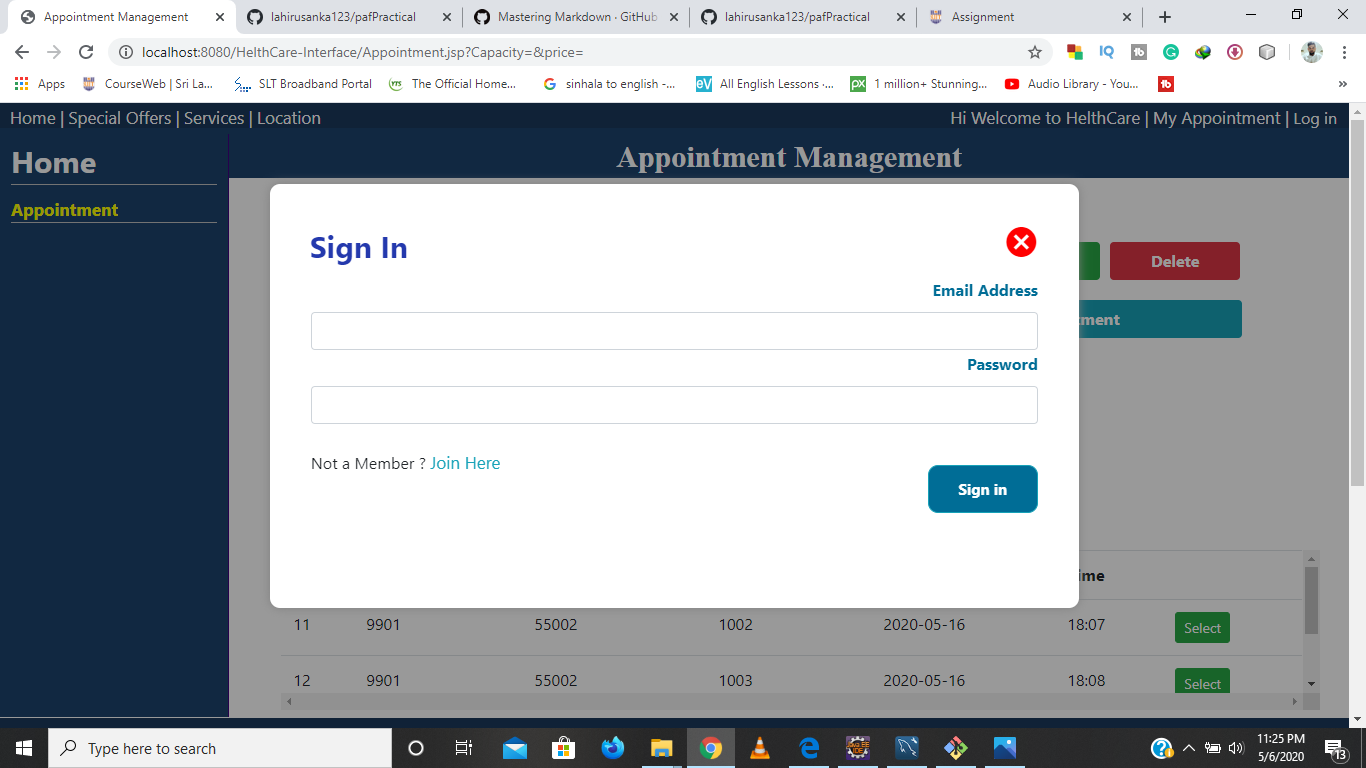 Appointment Management
lahirusanka123/pafPractical
Mastering Markdown · GitHub
lahirusanka123/pafPractical
Assignment
localhost:8080/HelthCare-Interface/Appointment.jsp?Capacity=&price=
Apps
CourseWeb | Sri La...
SLT Broadband Portal
The Official Home...
sinhala to english -...
All English Lessons -...
1 million+ Stunning...
Audio Library - You...
Home | Special Offers | Services | Location
Hi Welcome to HelthCare | My Appointment | Log in
Home
Appointment Management
Appointment
Sign In
Delete
Email Address
tment
Password
Not a Member ? Join Here
Sign in
ime
11 9901 55002 1002 2020-05-16 18:07 Select
12 9901 55002 1003 2020-05-16 18:08 Select
Type here to search
11:25 PM
5/6/2020
13